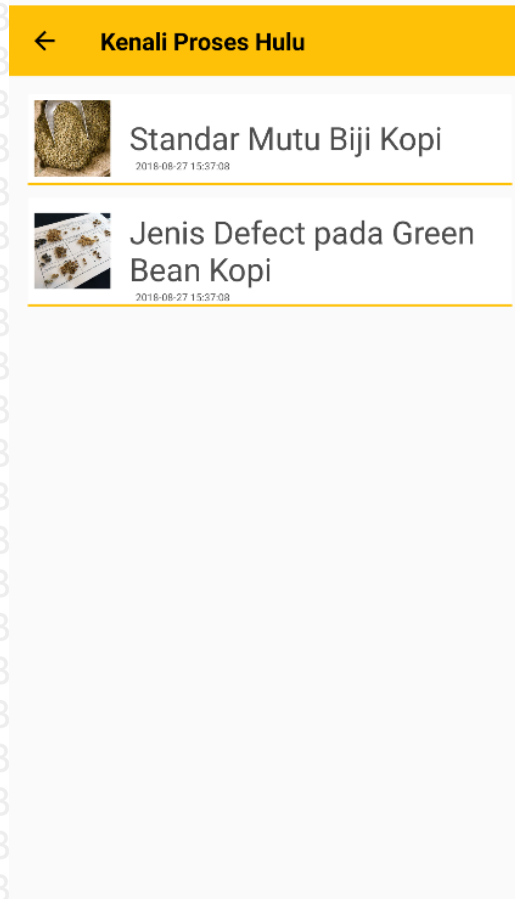 Kenali Proses Hulu
Standar Mutu Biji Kopi
2018-08-27 15:37:08
Jenis Defect pada Green
Bean Kopi
2018-08-27 15:37:08